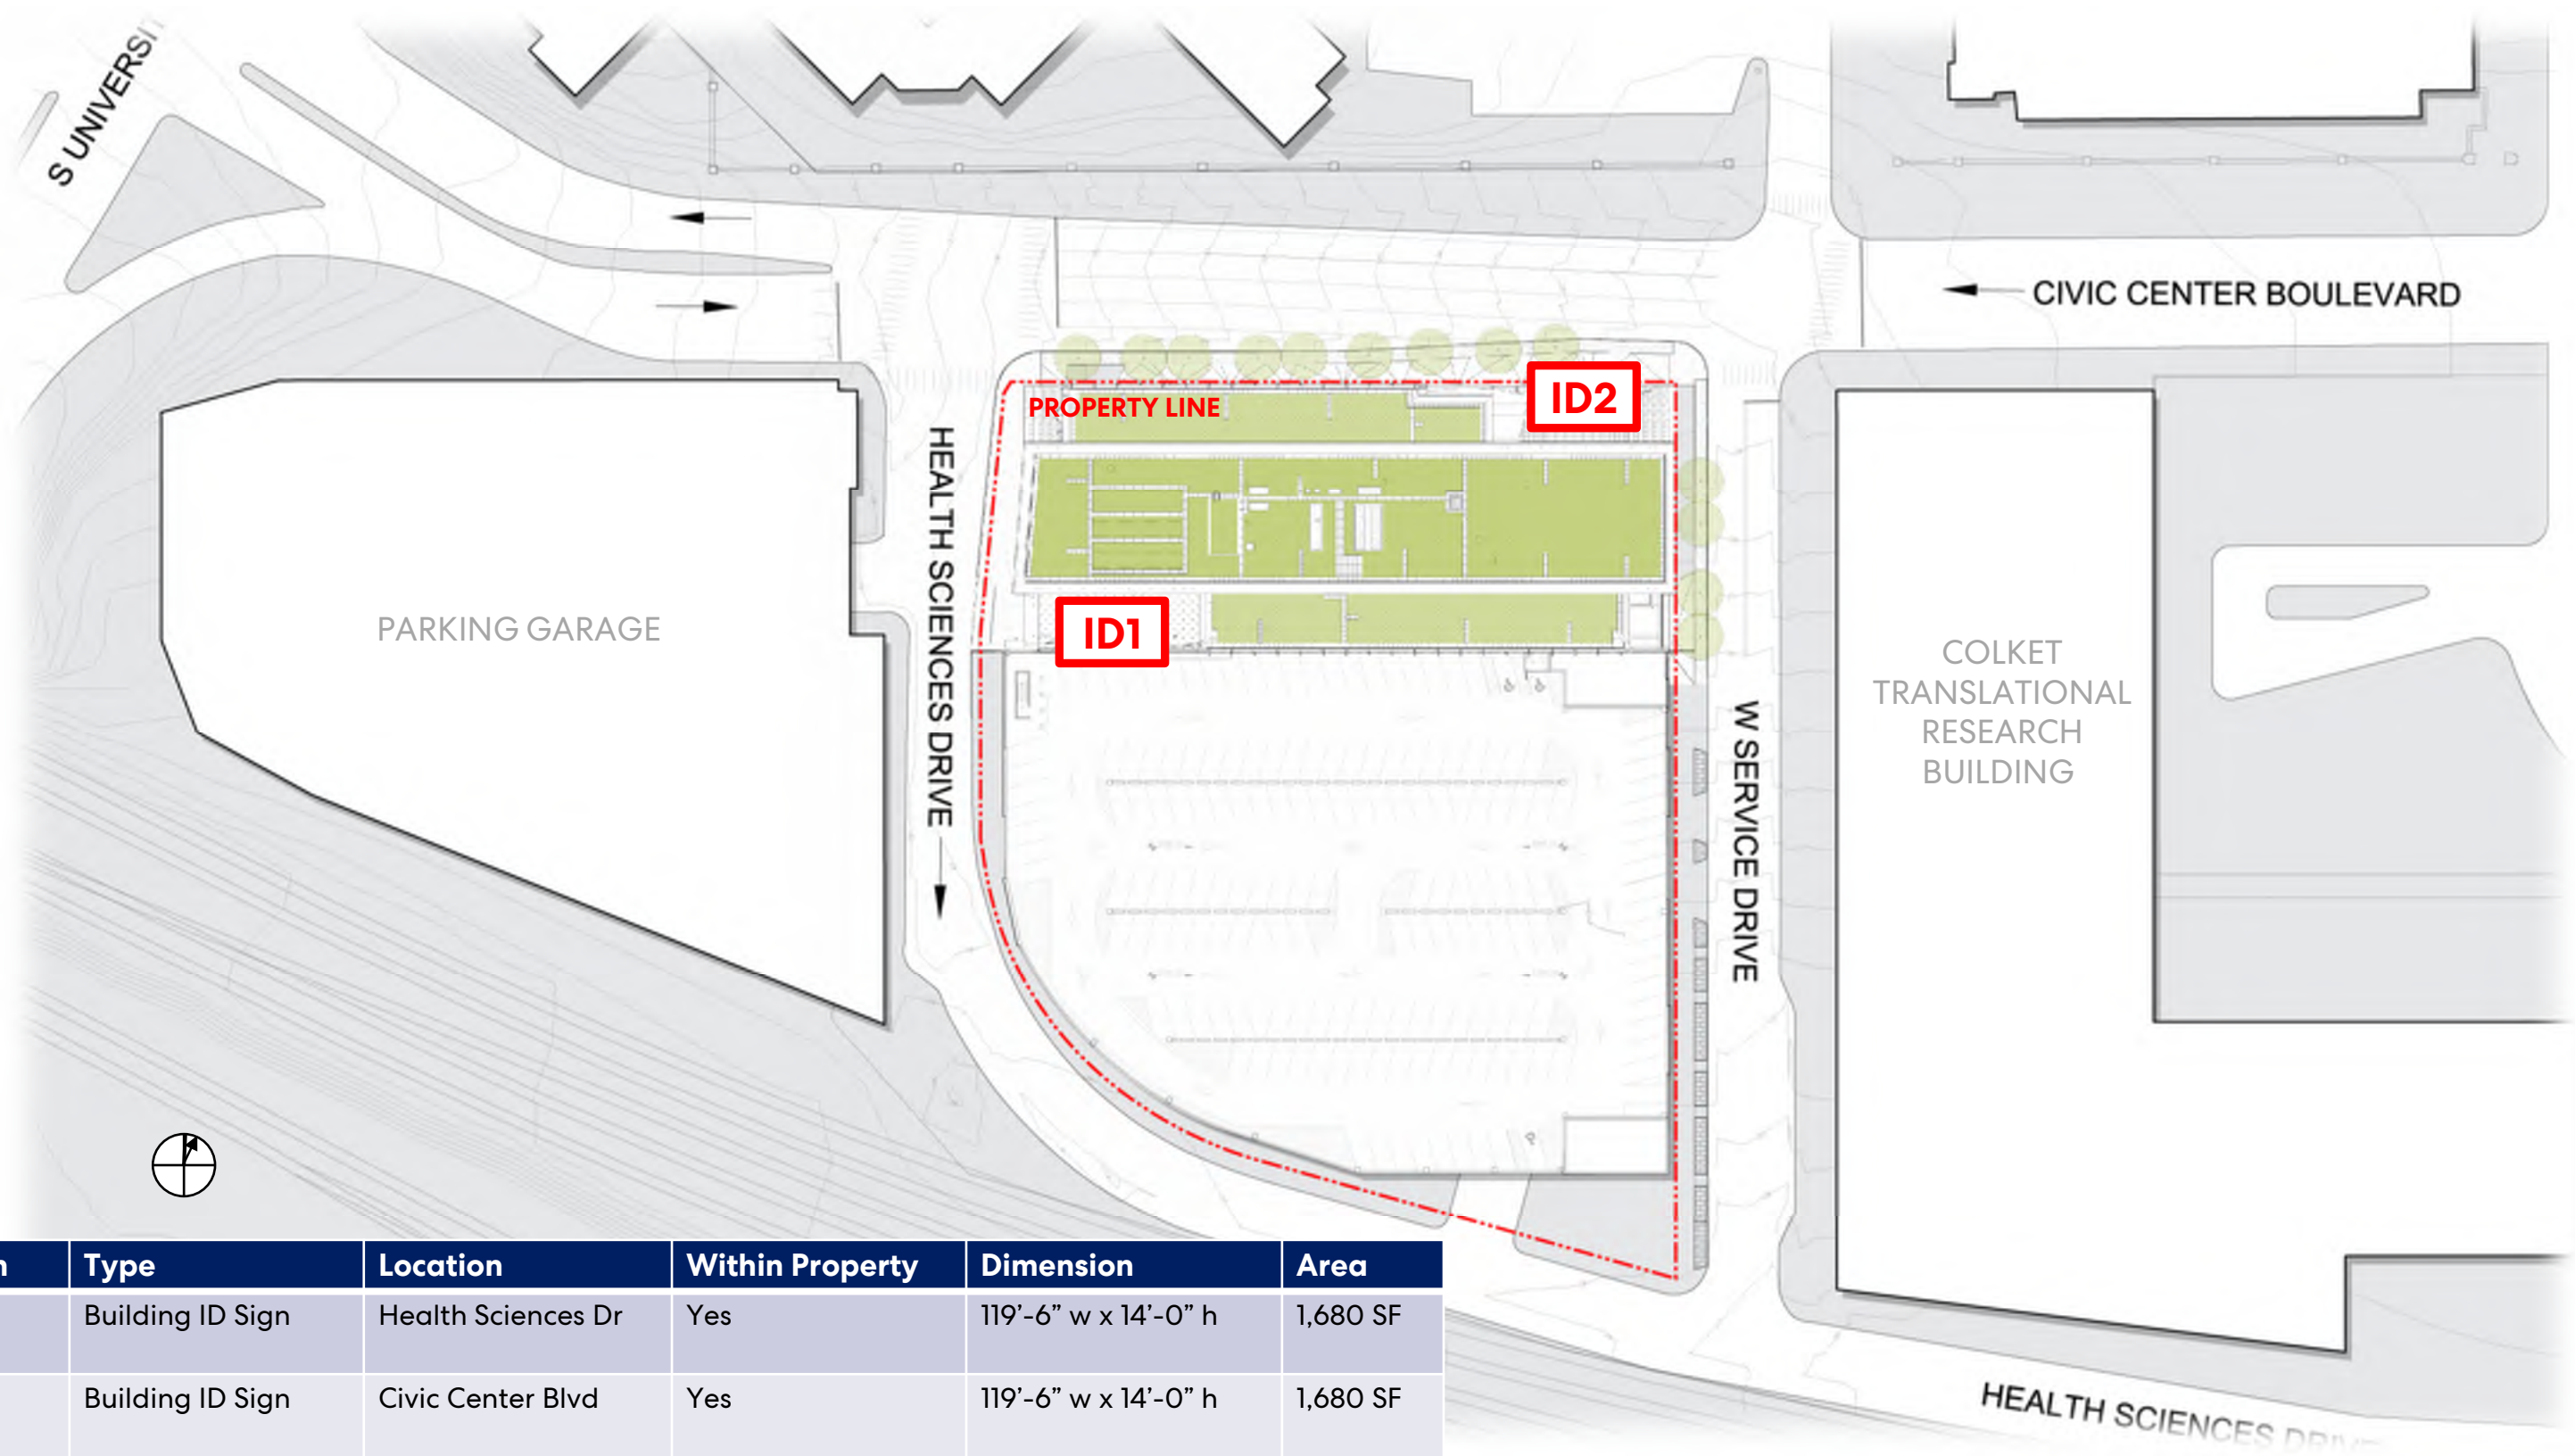 S UNIVERSI
CIVIC CENTER BOULEVARD
ID2
PROPERTY LINE
HEALTH SCIENCES DRIVE
PARKING GARAGE
ID1
COLKET
TRANSLATIONAL
RESEARCH
BUILDING
W SERVICE DRIVE
n Type Location Within Property Dimension Area
Building ID Sign Health Sciences Dr Yes 119’-6” w x 14’-0” h 1,680 SF
Building ID Sign Civic Center Blvd Yes 119’-6” w x 14’-0” h 1,680 SF
HEALTH SCIENCES DRIVE